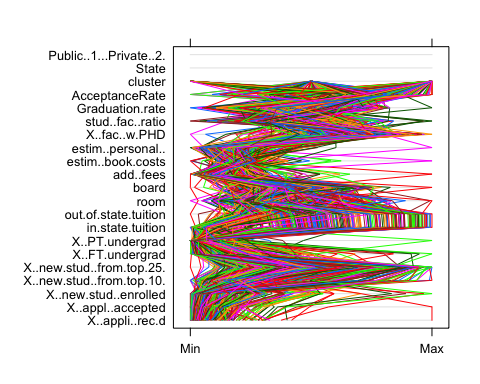 Public..1...Private..2.
State
cluster
AcceptanceRate
Graduation.rate
stud..fac..ratio
X..fac..w.PHD
estim..personal..
estim..book.costs
add..fees
board
room
out.of.state.tuition
in.state.tuition
X..PT.undergrad
X..FT.undergrad
X..new.stud..from.top.25.
X..new.stud..from.top.10.
X..new.stud..enrolled
X..appl..accepted
X..appli..rec.d
Min Max